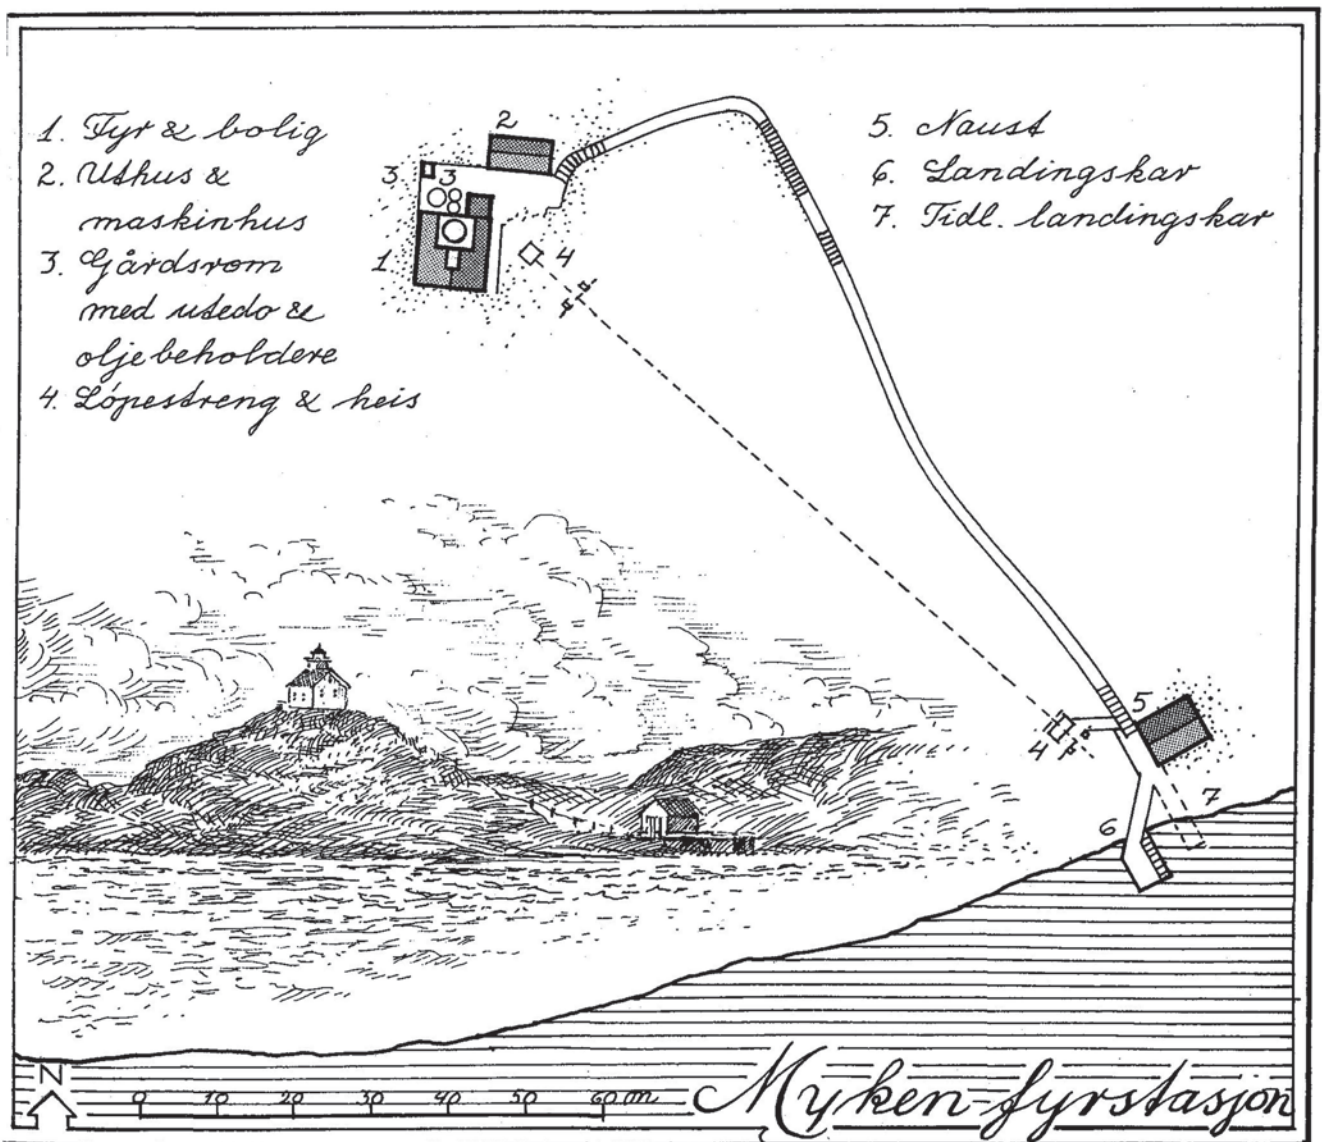 1. Fyr & bolig
2. Uthus &
maskinhus
3. Gårdsrom
med utedo &
oljebeholdere
4. Löpestreng & heis
5. Naust
6. Landingskar
7. Tidl. landingskar
2
3. 3
1.
4
5
4
7
6
N
0 10 20 30 40 50 60 m
Myken fyrstasjon